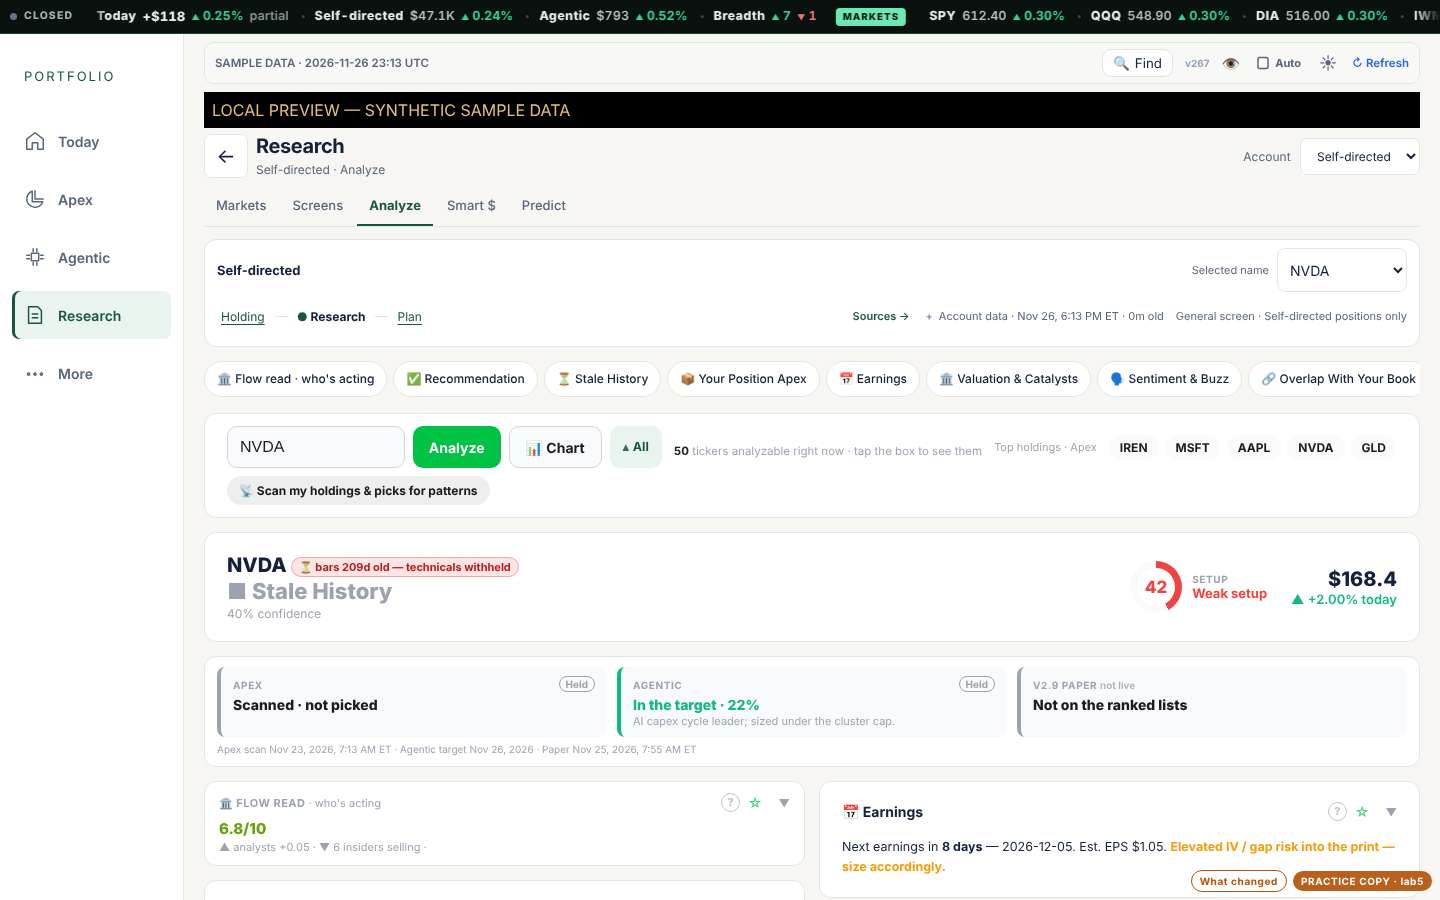 CLOSED Today +$118 ▲ 0.25% partial · Self-directed $47.1K ▲ 0.24% · Agentic $793 ▲ 0.52% · Breadth ▲ 7 ▼ 1 MARKETS SPY 612.40 ▲ 0.30% · QQQ 548.90 ▲ 0.30% · DIA 516.00 ▲ 0.30% ·
PORTFOLIO
Today
Apex
Agentic
Research
More
SAMPLE DATA · 2026-11-26 23:13 UTC
🔍 Find v267 Auto ↻ Refresh
LOCAL PREVIEW — SYNTHETIC SAMPLE DATA
Research
Self-directed · Analyze
Account Self-directed
Markets Screens Analyze Smart $ Predict
Self-directed
Selected name NVDA
Holding — ● Research — Plan
Sources → + Account data · Nov 26, 6:13 PM ET · 0m old General screen · Self-directed positions only
🏛️ Flow read · who's acting ✅ Recommendation ⏳ Stale History 📦 Your Position Apex 📅 Earnings 🏛️ Valuation & Catalysts 🗣️ Sentiment & Buzz 🔗 Overlap With Your Book
NVDA Analyze 📊 Chart ▲ All 50 tickers analyzable right now · tap the box to see them Top holdings · Apex IREN MSFT AAPL NVDA GLD
📡 Scan my holdings & picks for patterns
NVDA ⏳ bars 209d old — technicals withheld
■ Stale History
40% confidence
42 SETUP
Weak setup
$168.4
▲ +2.00% today
APEX Held
Scanned · not picked
AGENTIC Held
In the target · 22%
AI capex cycle leader; sized under the cluster cap.
V2.9 PAPER not live
Not on the ranked lists
Apex scan Nov 23, 2026, 7:13 AM ET · Agentic target Nov 26, 2026 · Paper Nov 25, 2026, 7:55 AM ET
🏛️ FLOW READ · who's acting ? ☆ ▼
6.8/10
▲ analysts +0.05 · ▼ 6 insiders selling ·
📅 Earnings ? ☆ ▼
Next earnings in 8 days — 2026-12-05. Est. EPS $1.05. Elevated IV / gap risk into the print —
size accordingly.
What changed PRACTICE COPY · lab5